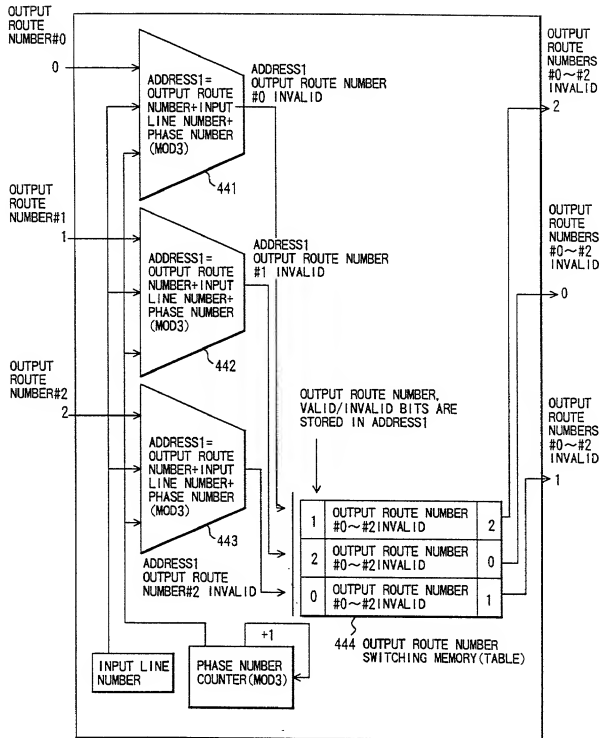 OUTPUT
ROUTE
NUMBER#0
0
ADDRESS1=
OUTPUT ROUTE
NUMBER+INPUT
LINE NUMBER+
PHASE NUMBER
(MOD3)
441
ADDRESS1
OUTPUT ROUTE NUMBER
#0 INVALID
OUTPUT
ROUTE
NUMBERS
#0~#2
INVALID
2
OUTPUT
ROUTE
NUMBER#1
1
ADDRESS1=
OUTPUT ROUTE
NUMBER+INPUT
LINE NUMBER+
PHASE NUMBER
(MOD3)
442
ADDRESS1
OUTPUT ROUTE NUMBER
#1 INVALID
OUTPUT
ROUTE
NUMBERS
#0~#2
INVALID
0
OUTPUT
ROUTE
NUMBER#2
2
ADDRESS1=
OUTPUT ROUTE
NUMBER+INPUT
LINE NUMBER+
PHASE NUMBER
(MOD3)
443
ADDRESS1
OUTPUT ROUTE
NUMBER#2 INVALID
OUTPUT ROUTE NUMBER,
VALID/INVALID BITS ARE
STORED IN ADDRESS1
OUTPUT
ROUTE
NUMBERS
#0~#2
INVALID
1
1 OUTPUT ROUTE NUMBER 2
#0~#2INVALID
2 OUTPUT ROUTE NUMBER 0
#0~#2INVALID
0 OUTPUT ROUTE NUMBER 1
#0~#2INVALID
444 OUTPUT ROUTE NUMBER
SWITCHING MEMORY(TABLE)
+1
INPUT LINE
NUMBER
PHASE NUMBER
COUNTER(MOD3)